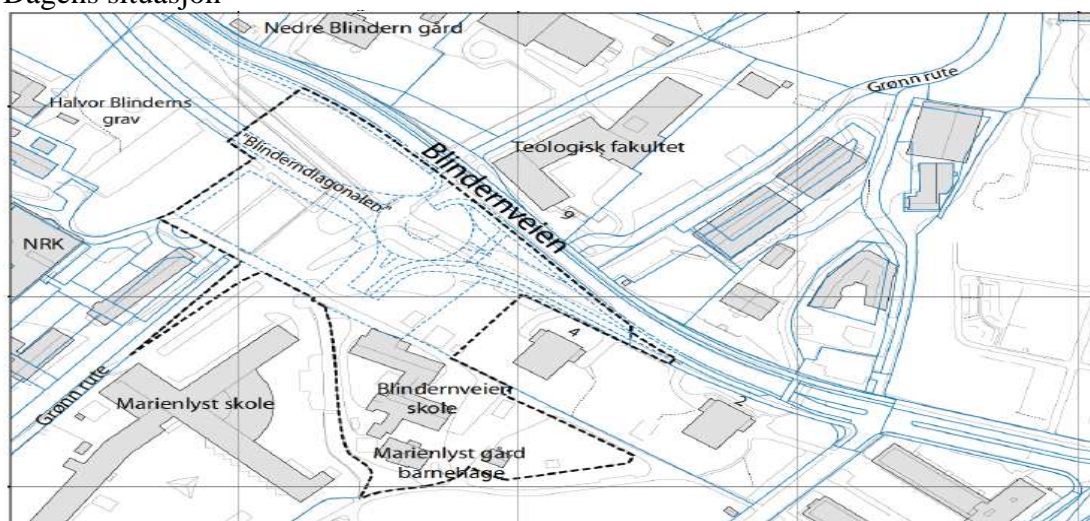 Dagens situasjon
Nedre Blindern gård
Grønn rute
Halvor Blinderns
grav
"Blinderndiagonalen"
Blindernveien
Teologisk fakultet
9
NRK
4
Grønn rute
Marienlyst skole
Blindernveien
skole
2
Marienlyst gård
barnehage